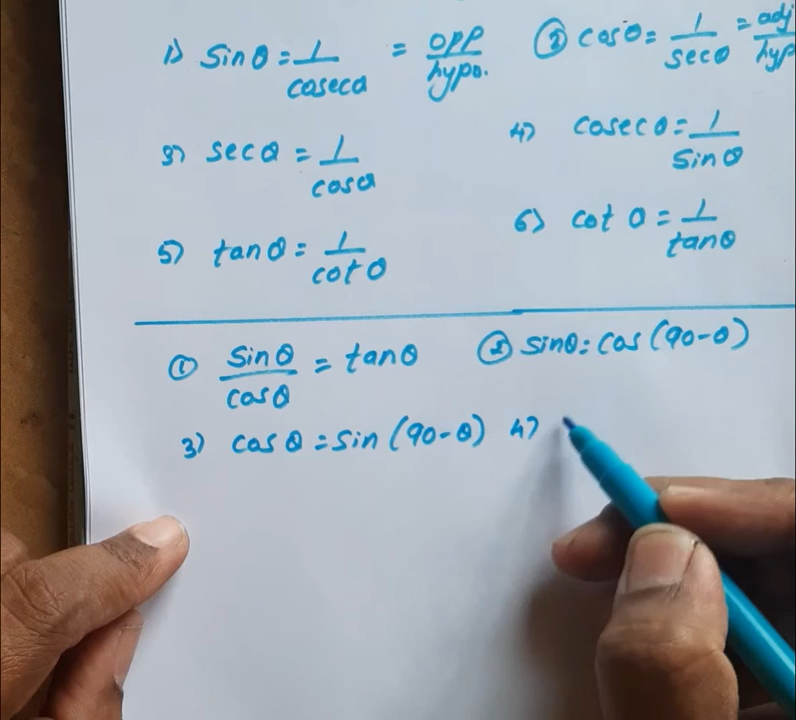 1) sinθ = 1/cosecθ = opp/hypo. ② cosθ = 1/secθ = adj/hyp
3) secθ = 1/cosθ 4) cosecθ = 1/sinθ
5) tanθ = 1/cotθ 6) cot θ = 1/tanθ
① sinθ/cosθ = tanθ ② sinθ = cos(90-θ)
3) cosθ = sin(90-θ) 4)